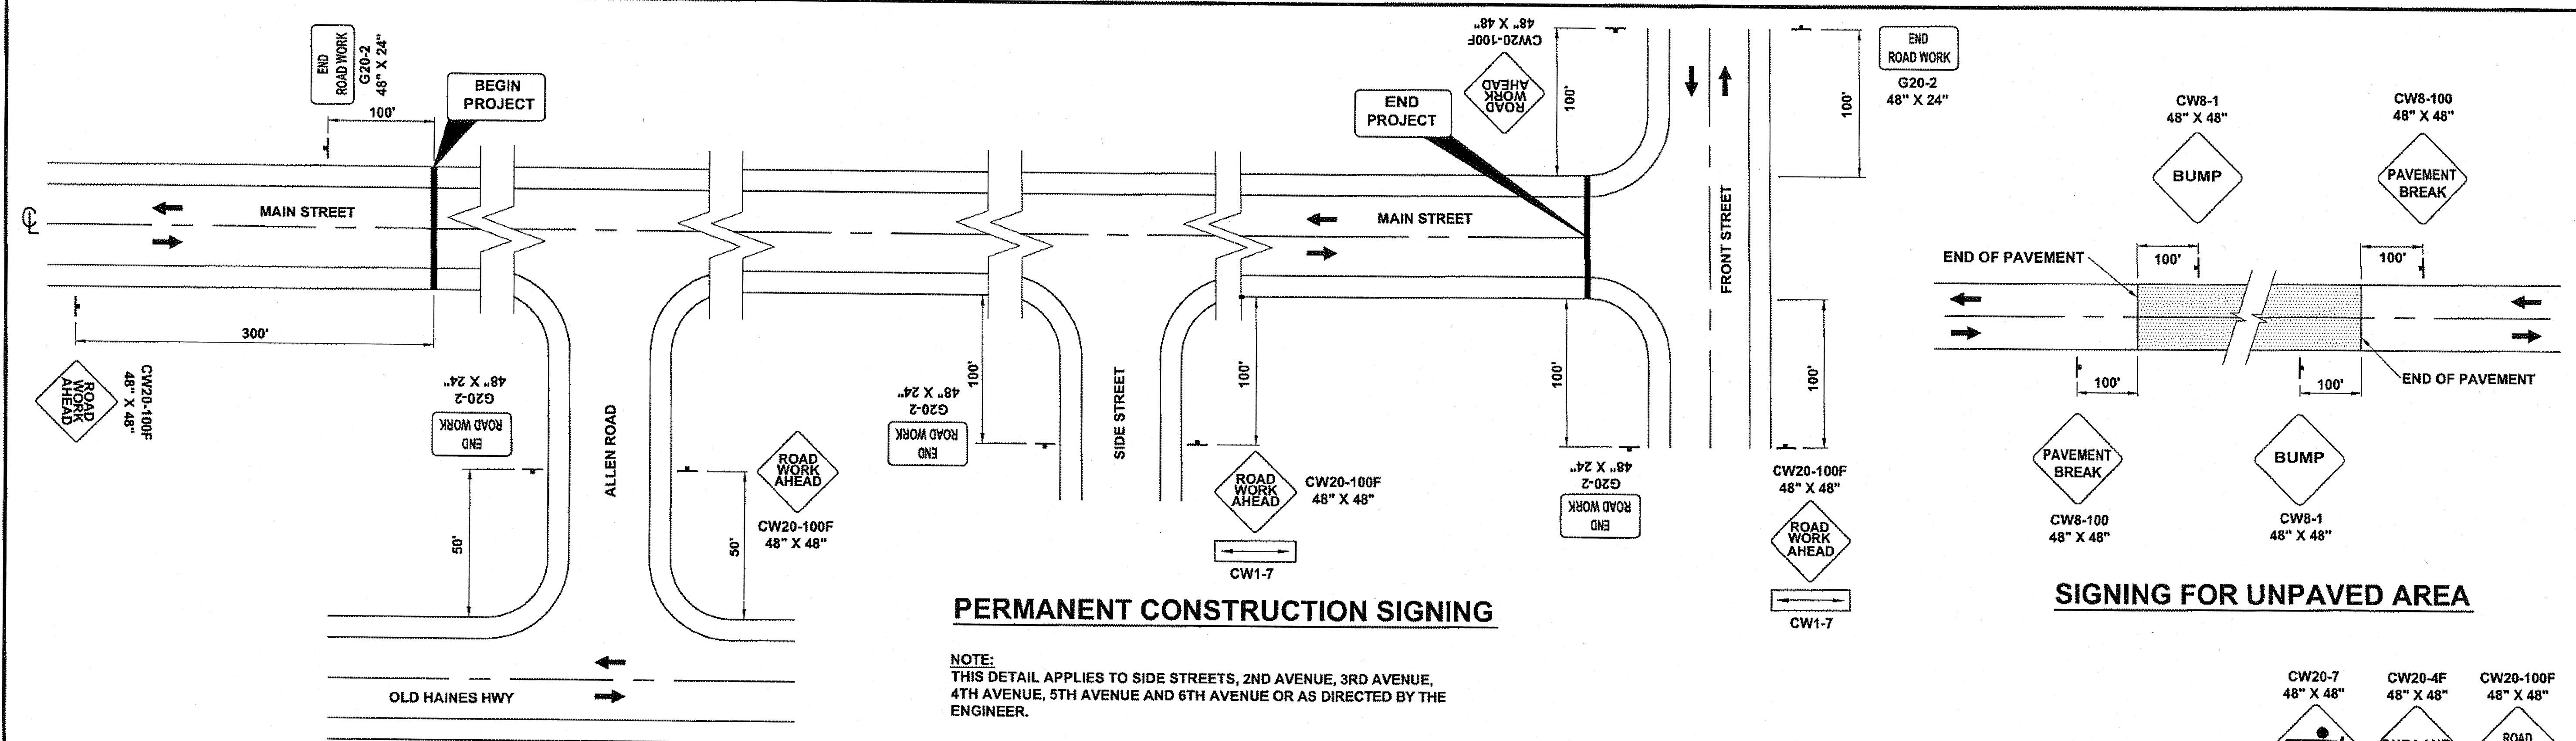 END
ROAD WORK
G20-2
48" X 24"
100'
BEGIN
PROJECT
℄
MAIN STREET
300'
ROAD
WORK
AHEAD
CW20-100F
48" X 48"
48" X 24"
G20-2
END
ROAD WORK
50'
ALLEN ROAD
50'
ROAD
WORK
AHEAD
CW20-100F
48" X 48"
OLD HAINES HWY
48" X 24"
G20-2
END
ROAD WORK
100'
SIDE STREET
100'
ROAD
WORK
AHEAD
CW20-100F
48" X 48"
CW1-7
MAIN STREET
END
PROJECT
48" X 48"
CW20-100F
ROAD
WORK
AHEAD
100'
FRONT STREET
100'
END
ROAD WORK
G20-2
48" X 24"
100'
48" X 24"
G20-2
END
ROAD WORK
100'
CW20-100F
48" X 48"
ROAD
WORK
AHEAD
CW1-7
PERMANENT CONSTRUCTION SIGNING
NOTE:
THIS DETAIL APPLIES TO SIDE STREETS, 2ND AVENUE, 3RD AVENUE,
4TH AVENUE, 5TH AVENUE AND 6TH AVENUE OR AS DIRECTED BY THE
ENGINEER.
CW8-1
48" X 48"
BUMP
CW8-100
48" X 48"
PAVEMENT
BREAK
END OF PAVEMENT
100'
100'
100'
100'
END OF PAVEMENT
PAVEMENT
BREAK
CW8-100
48" X 48"
BUMP
CW8-1
48" X 48"
SIGNING FOR UNPAVED AREA
CW20-7
48" X 48"
CW20-4F
48" X 48"
CW20-100F
48" X 48"
ROAD